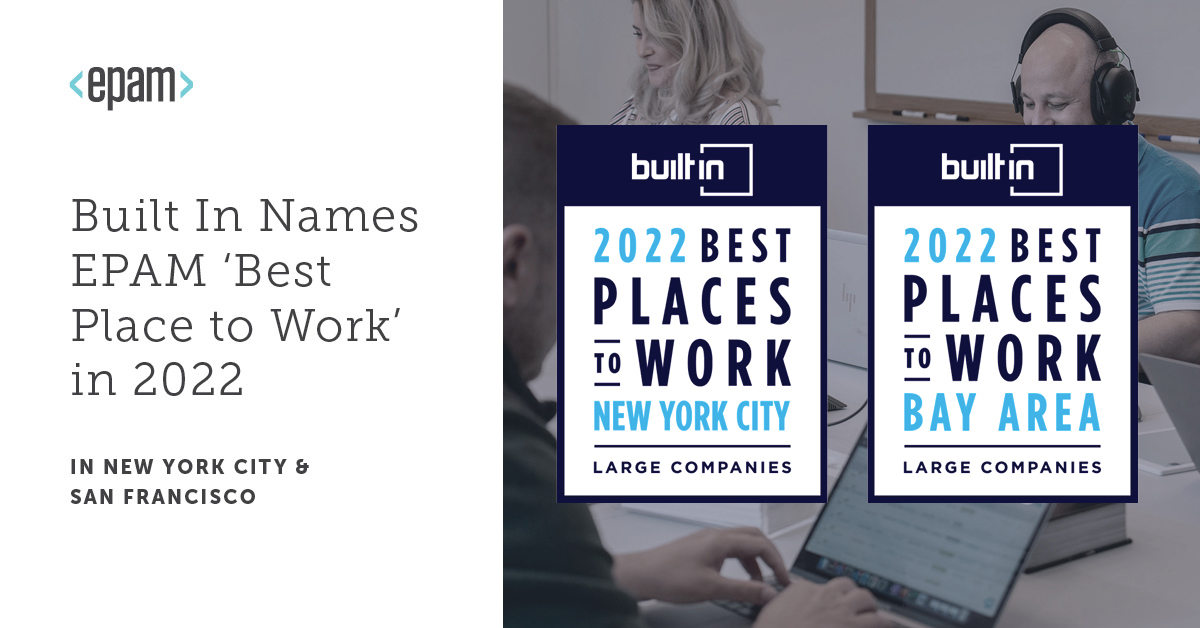 <epam>
Built In Names
EPAM ‘Best
Place to Work’
in 2022
IN NEW YORK CITY &
SAN FRANCISCO
built in
2022 BEST
PLACES
TO WORK
NEW YORK CITY
LARGE COMPANIES
built in
2022 BEST
PLACES
TO WORK
BAY AREA
LARGE COMPANIES
hp